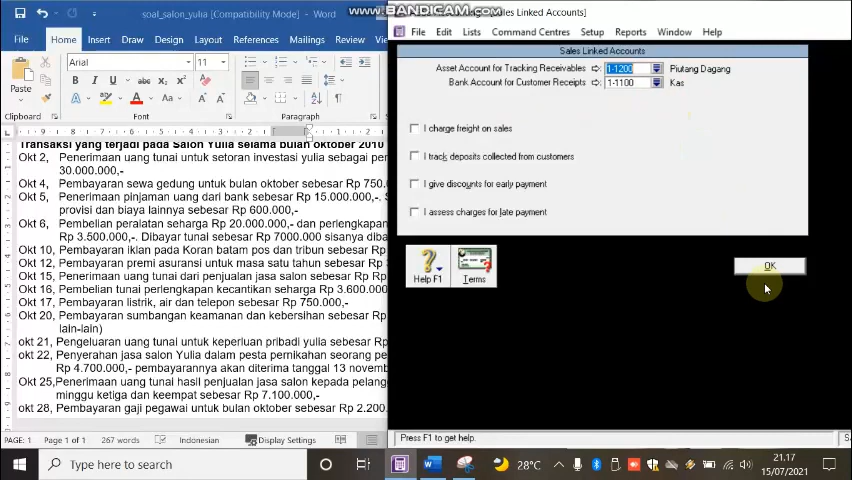 soal_salon_yulia [Compatibility Mode] - Word
www.BANDICAM.com
Sales Linked Accounts]
File
Home
Insert
Draw
Design
Layout
References
Mailings
Review
File
Edit
Lists
Command Centres
Setup
Reports
Window
Help
Paste
Arial
11
Clipboard
Font
Paragraph
Sales Linked Accounts
Asset Account for Tracking Receivables
1-1200
Piutang Dagang
Bank Account for Customer Receipts
1-1100
Kas
I charge freight on sales
I track deposits collected from customers
I give discounts for early payment
I assess charges for late payment
Help F1
Terms
OK
Transaksi yang terjadi pada Salon Yulia selama bulan oktober 2010
Okt 2, Penerimaan uang tunai untuk setoran investasi yulia sebagai
30.000.000,-
Okt 4, Pembayaran sewa gedung untuk bulan oktober sebesar Rp 750.
Okt 5, Penerimaan pinjaman uang dari bank sebesar Rp 15.000.000,-.
provisi dan biaya lainnya sebesar Rp 600.000,-
Okt 6, Pembelian peralatan seharga Rp 20.000.000,- dan perlengkapan
Rp 3.500.000,-. Dibayar tunai sebesar Rp 7000.000 sisanya
Okt 10, Pembayaran iklan pada Koran batam pos dan tribun sebesar
Okt 12, Pembayaran premi asuransi untuk masa satu tahun sebesar
Okt 15, Penerimaan uang tunai dari penjualan jasa salon sebesar
Okt 16, Pembelian tunai perlengkapan kecantikan seharga Rp 3.600.
Okt 17, Pembayaran listrik, air dan telepon sebesar Rp 750.000,-
Okt 20, Pembayaran sumbangan keamanan dan kebersihan sebesar
lain-lain)
okt 21, Pengeluaran uang tunai untuk keperluan pribadi yulia sebesar
okt 22, Penyerahan jasa salon Yulia dalam pesta pernikahan seorang
Rp 4.700.000,- pembayarannya akan diterima tanggal 13
Okt 25, Penerimaan uang tunai hasil penjualan jasa salon kepada
minggu ketiga dan keempat sebesar Rp 7.100.000,-
okt 28, Pembayaran gaji pegawai untuk bulan oktober sebesar Rp 2.200.
PAGE: 1
Page 1 of 1
267 words
Indonesian
Display Settings
Press F1 to get help.
Type here to search
28°C
21.17
15/07/2021